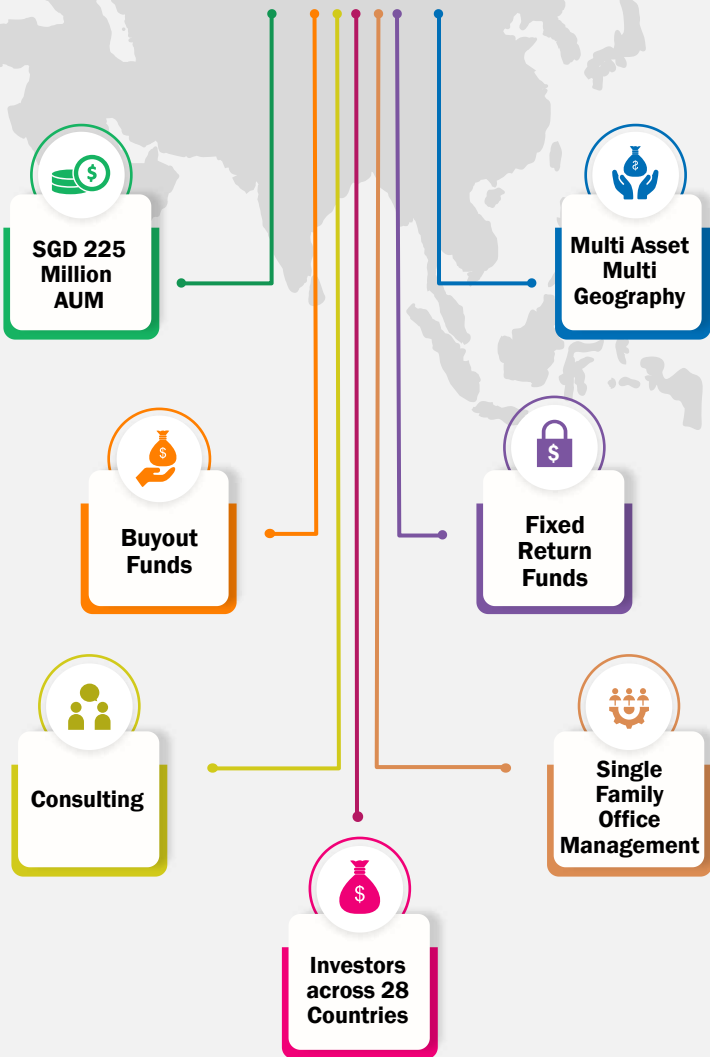 SGD 225
Million
AUM
Multi Asset
Multi
Geography
Buyout
Funds
Fixed
Return
Funds
Consulting
Single
Family
Office
Management
Investors
across 28
Countries